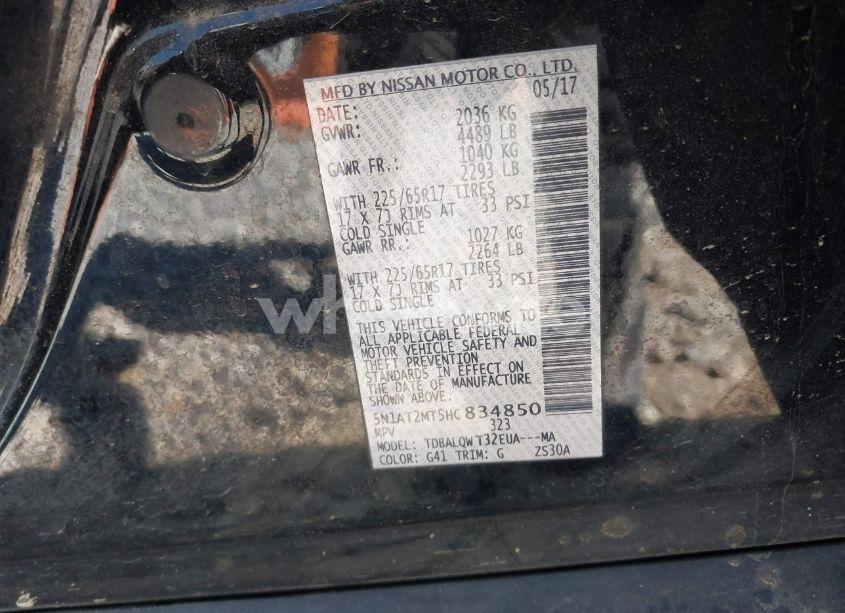 MFD BY NISSAN MOTOR CO., LTD.
DATE: 05/17
GVWR: 2036 KG
4489 LB
GAWR FR.: 1040 KG
2293 LB
WITH 225/65R17 TIRES
17 X 7J RIMS AT 33 PSI
COLD SINGLE
GAWR RR.: 1027 KG
2264 LB
WITH 225/65R17 TIRES
17 X 7J RIMS AT 33 PSI
COLD SINGLE
THIS VEHICLE CONFORMS TO
ALL APPLICABLE FEDERAL
MOTOR VEHICLE SAFETY AND
THEFT PREVENTION
STANDARDS IN EFFECT ON
THE DATE OF MANUFACTURE
SHOWN ABOVE.
5N1AT2MT5HC834850
MPV 323
MODEL: TDBALQWT32EUA---MA
COLOR: G41 TRIM: G ZS30A